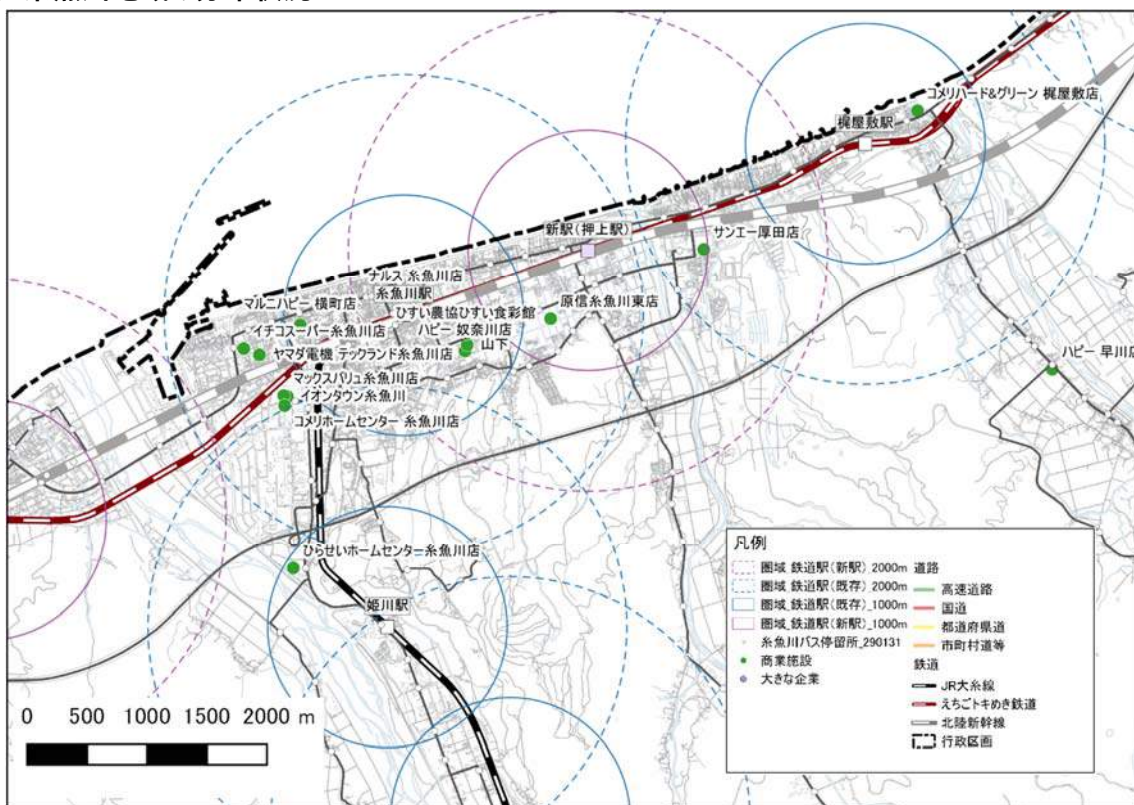 コメリハード&グリーン 梶屋敷店
梶屋敷駅
新駅(押上駅)
サンエー厚田店
ナルス 糸魚川店
糸魚川駅
マルニハピー 横町店
ひすい農協ひすい食彩館
原信糸魚川東店
イチコスーパー糸魚川店
ハピー 奴奈川店
山下
ヤマダ電機 テックランド糸魚川店
ハピー 早川店
マックスバリュ糸魚川店
イオンタウン糸魚川
コメリホームセンター 糸魚川店
ひらせいホームセンター糸魚川店
姫川駅
凡例
圏域_鉄道駅(新駅)_2000m
圏域_鉄道駅(既存)_2000m
圏域_鉄道駅(既存)_1000m
圏域_鉄道駅(新駅)_1000m
糸魚川バス停留所_290131
商業施設
大きな企業
道路
高速道路
国道
都道府県道
市町村道等
鉄道
JR大糸線
えちごトキめき鉄道
北陸新幹線
行政区画
0 500 1000 1500 2000 m